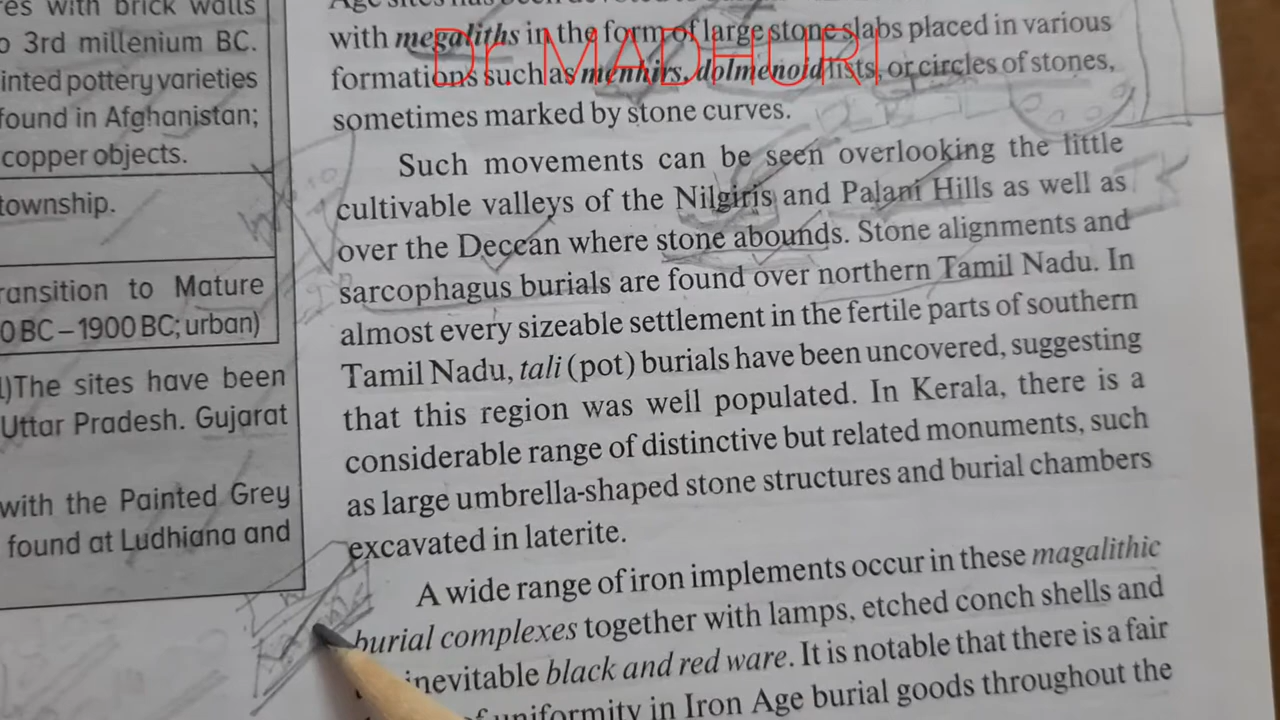 res with brick walls
o 3rd millenium BC.
inted pottery varieties
found in Afghanistan;
copper objects.
township.
ransition to Mature
0 BC – 1900 BC; urban)
l)The sites have been
Uttar Pradesh. Gujarat
with the Painted Grey
found at Ludhiana and
Dr. MADHURI
with megaliths in the form of large stone slabs placed in various
formations such as menhirs, dolmenoid lists, or circles of stones,
sometimes marked by stone curves.
Such movements can be seen overlooking the little
cultivable valleys of the Nilgiris and Palani Hills as well as
over the Deccan where stone abounds. Stone alignments and
sarcophagus burials are found over northern Tamil Nadu. In
almost every sizeable settlement in the fertile parts of southern
Tamil Nadu, tali (pot) burials have been uncovered, suggesting
that this region was well populated. In Kerala, there is a
considerable range of distinctive but related monuments, such
as large umbrella-shaped stone structures and burial chambers
excavated in laterite.
A wide range of iron implements occur in these magalithic
burial complexes together with lamps, etched conch shells and
inevitable black and red ware. It is notable that there is a fair
of uniformity in Iron Age burial goods throughout the